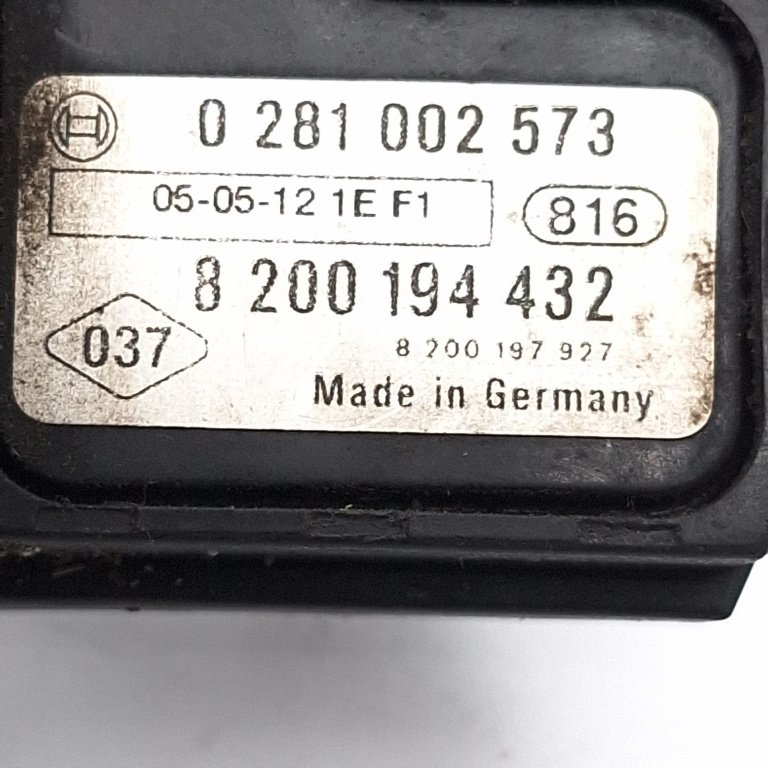 0 281 002 573
05-05-12 1E F1
816
8 200 194 432
037
8 200 197 927
Made in Germany